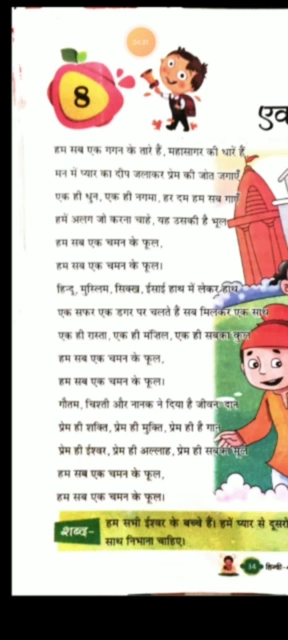 8
एक
हम सब एक गगन के तारे हैं, महासागर की धारें हैं
मन में प्यार का दीप जलाकर प्रेम की जोत जगाएँ
एक ही धुन, एक ही नगमा, हर दम हम सब गाएँ
हमें अलग जो करना चाहे, यह उसकी है भूल
हम सब एक चमन के फूल,
हम सब एक चमन के फूल।
हिन्दू, मुस्लिम, सिक्ख, ईसाई हाथ में लेकर हाथ
एक सफर एक डगर पर चलते हैं सब मिलकर एक साथ
एक ही रास्ता, एक ही मंज़िल, एक ही सबका
हम सब एक चमन के फूल,
हम सब एक चमन के फूल।
गौतम, चिश्ती और नानक ने दिया है जीवन दान
प्रेम ही शक्ति, प्रेम ही मुक्ति, प्रेम ही है गान
प्रेम ही ईश्वर, प्रेम ही अल्लाह, प्रेम ही सबका मूल
हम सब एक चमन के फूल,
हम सब एक चमन के फूल।
शब्द-
हम सभी ईश्वर के बच्चे हैं। हमें प्यार से दूसरों
साथ निभाना चाहिए।
34 हिन्दी-